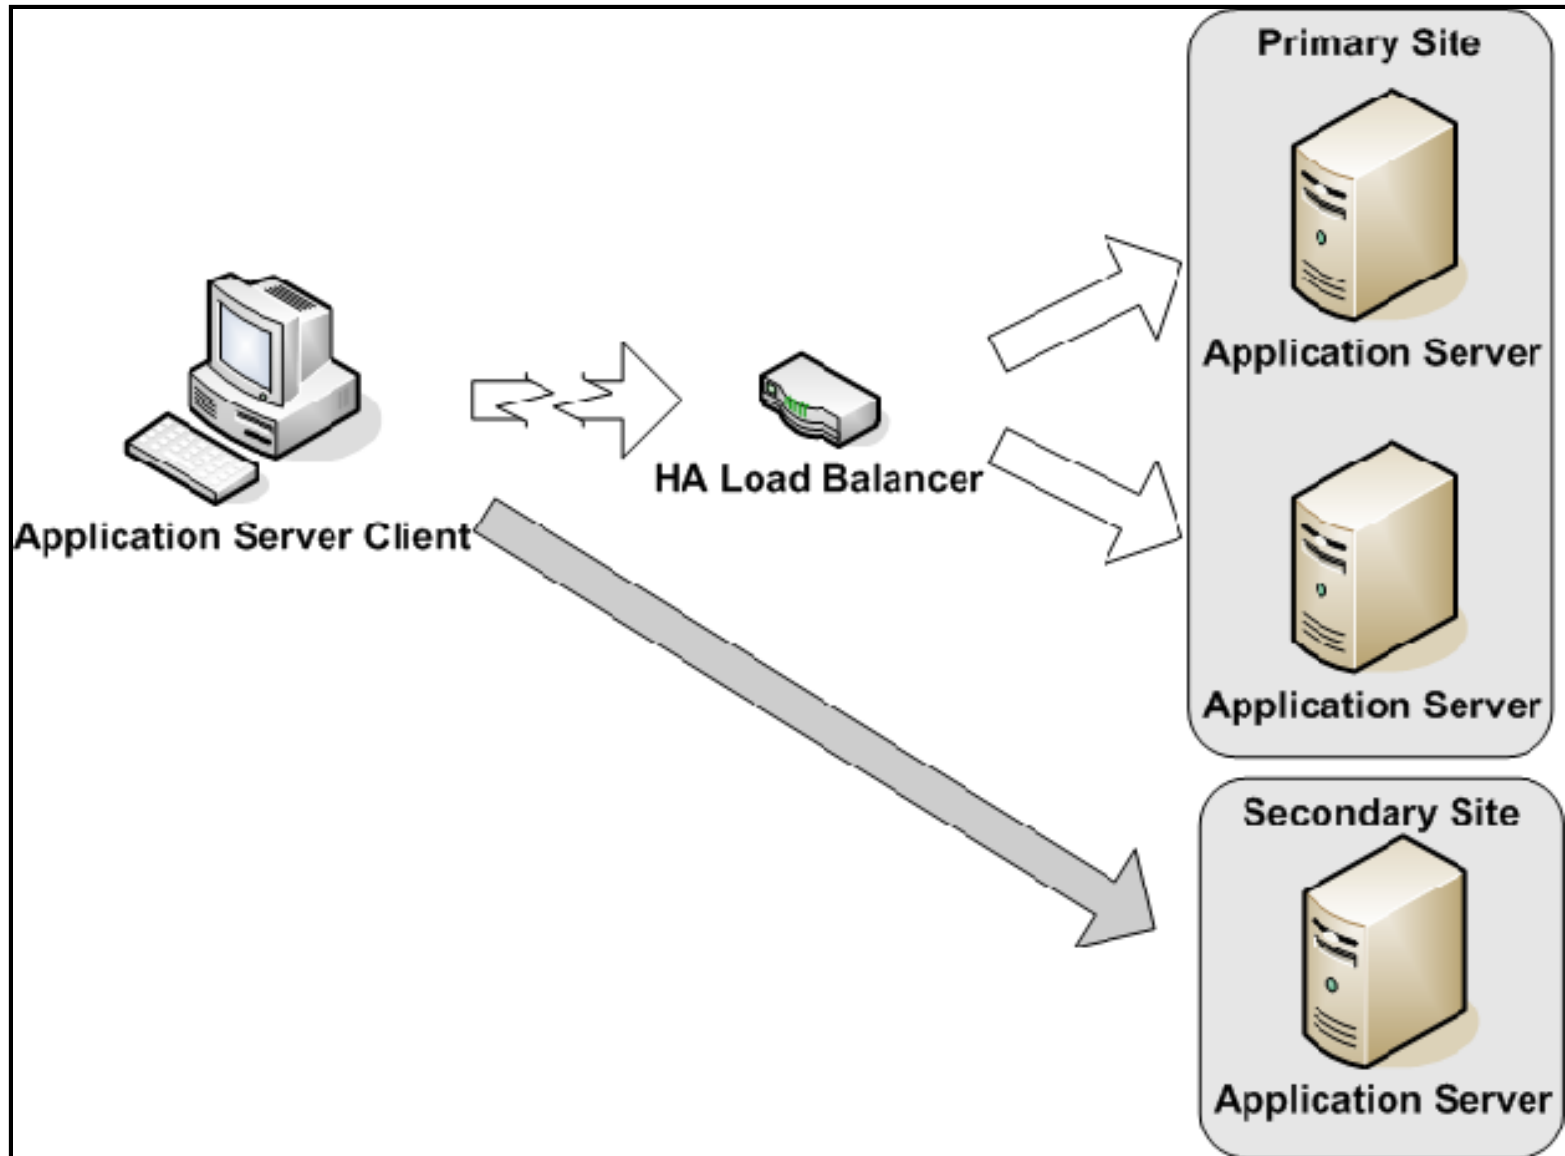 Primary Site
Application Server
HA Load Balancer
Application Server Client
Application Server
Secondary Site
Application Server